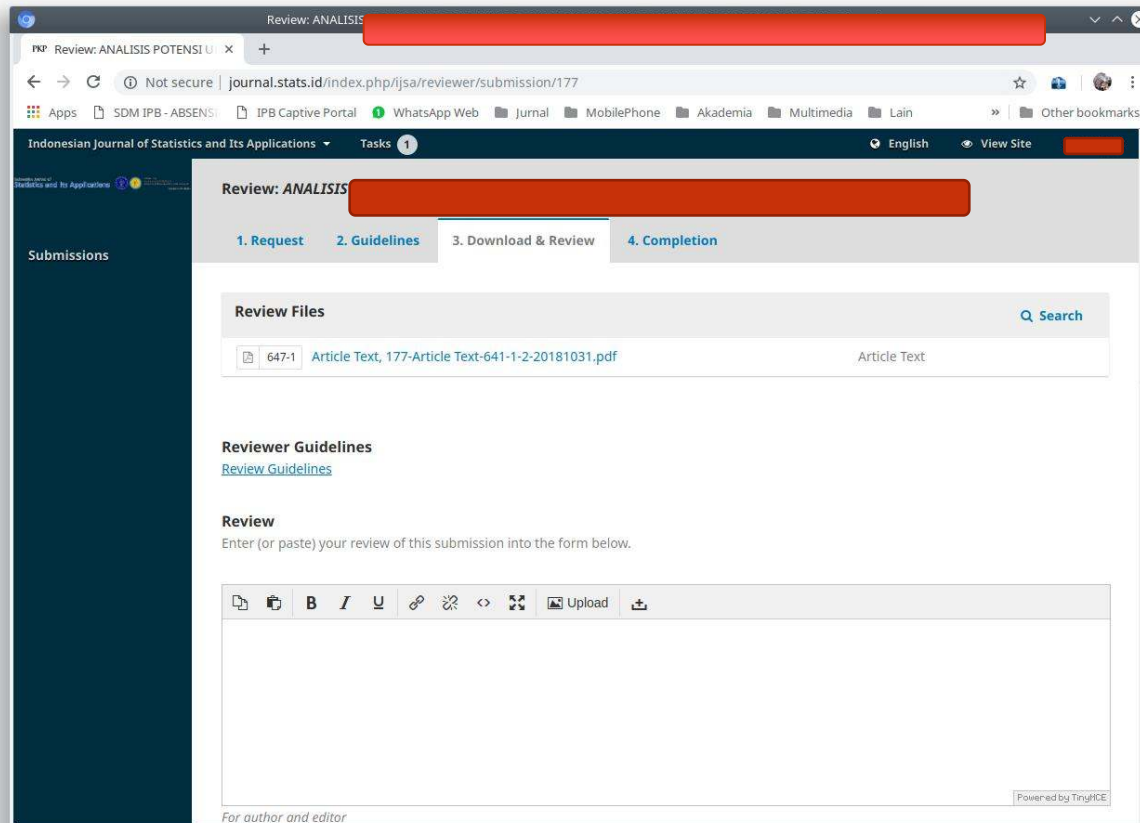 Review: ANALISIS
PKP Review: ANALISIS POTENSI U
Not secure | journal.stats.id/index.php/ijsa/reviewer/submission/177
Apps SDM IPB - ABSENSI IPB Captive Portal WhatsApp Web Jurnal MobilePhone Akademia Multimedia Lain » Other bookmarks
Indonesian Journal of Statistics and Its Applications Tasks 1 English View Site
Statistics and Its Applications
Review: ANALISIS
1. Request 2. Guidelines 3. Download & Review 4. Completion
Submissions
Review Files Search
647-1 Article Text, 177-Article Text-641-1-2-20181031.pdf Article Text
Reviewer Guidelines
Review Guidelines
Review
Enter (or paste) your review of this submission into the form below.
B I U Upload
Powered by TinyMCE
For author and editor